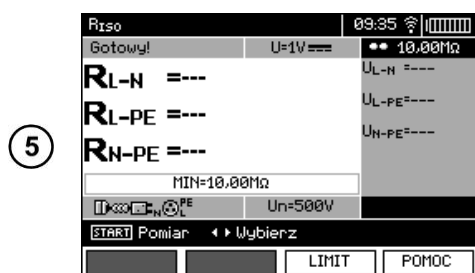 RISO 09:35
Gotowy! U=1V 10,00MΩ
RL-N =---
UL-N =---
RL-PE =---
UL-PE=---
RN-PE =---
UN-PE=---
5
MIN=10,00MΩ
N PE L Un=500V
START Pomiar Wybierz
LIMIT POMOC